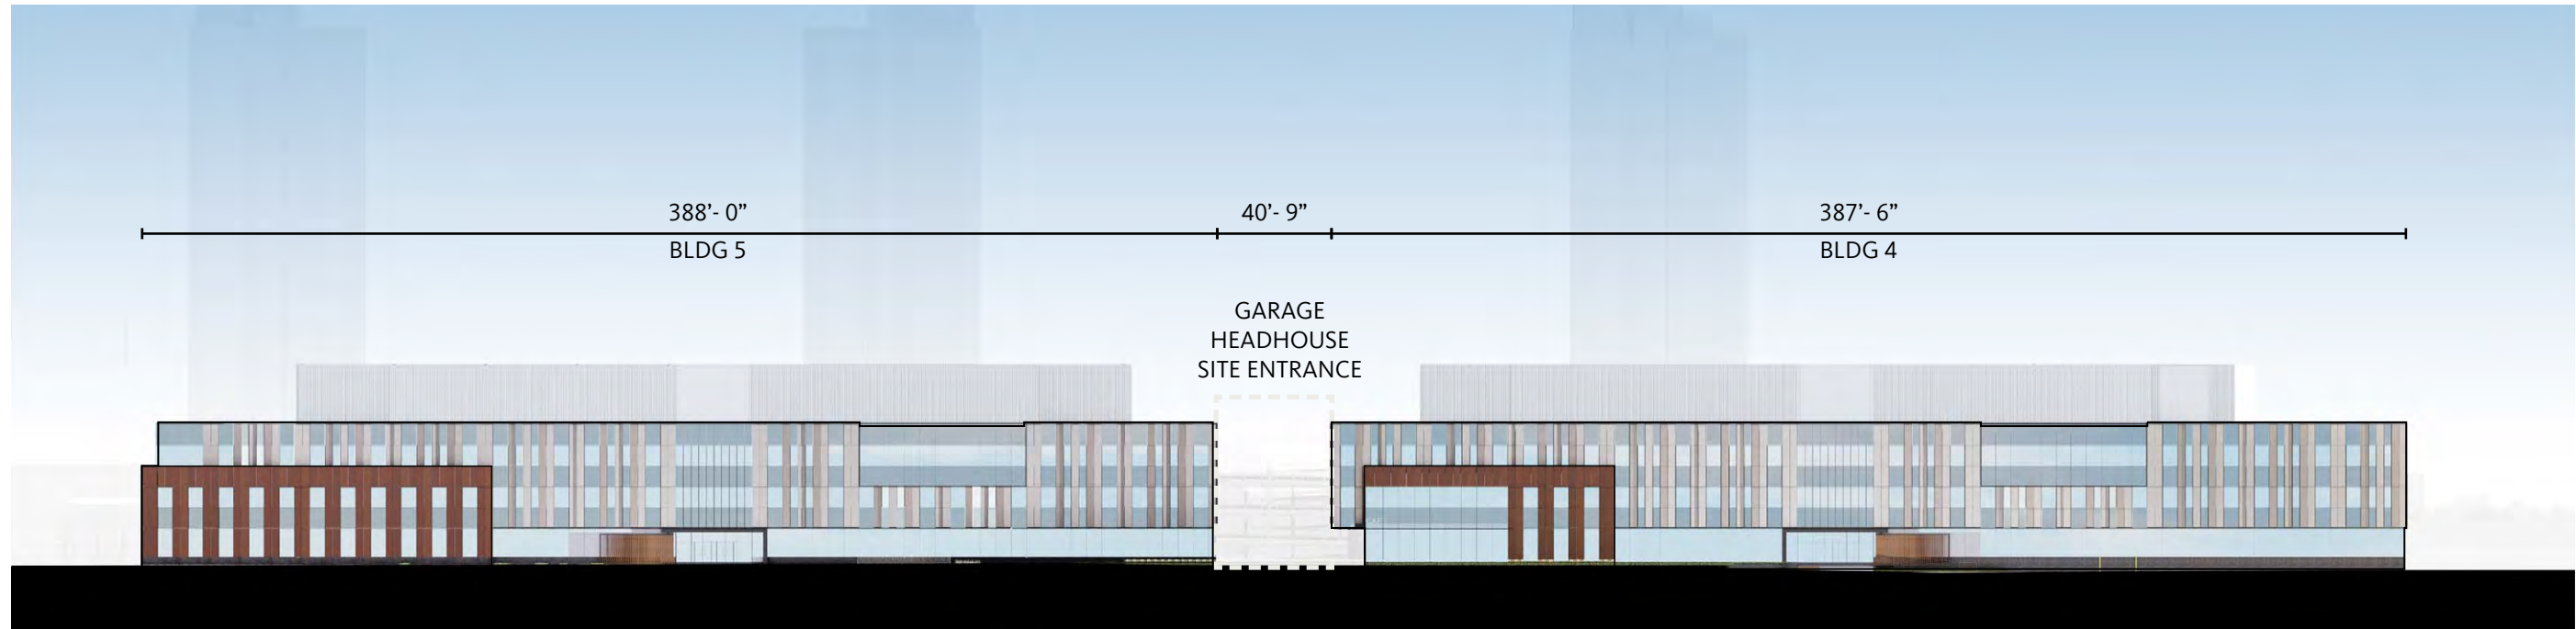 388’- 0”
40’- 9”
387’- 6”
BLDG 5
BLDG 4
GARAGE
HEADHOUSE
SITE ENTRANCE